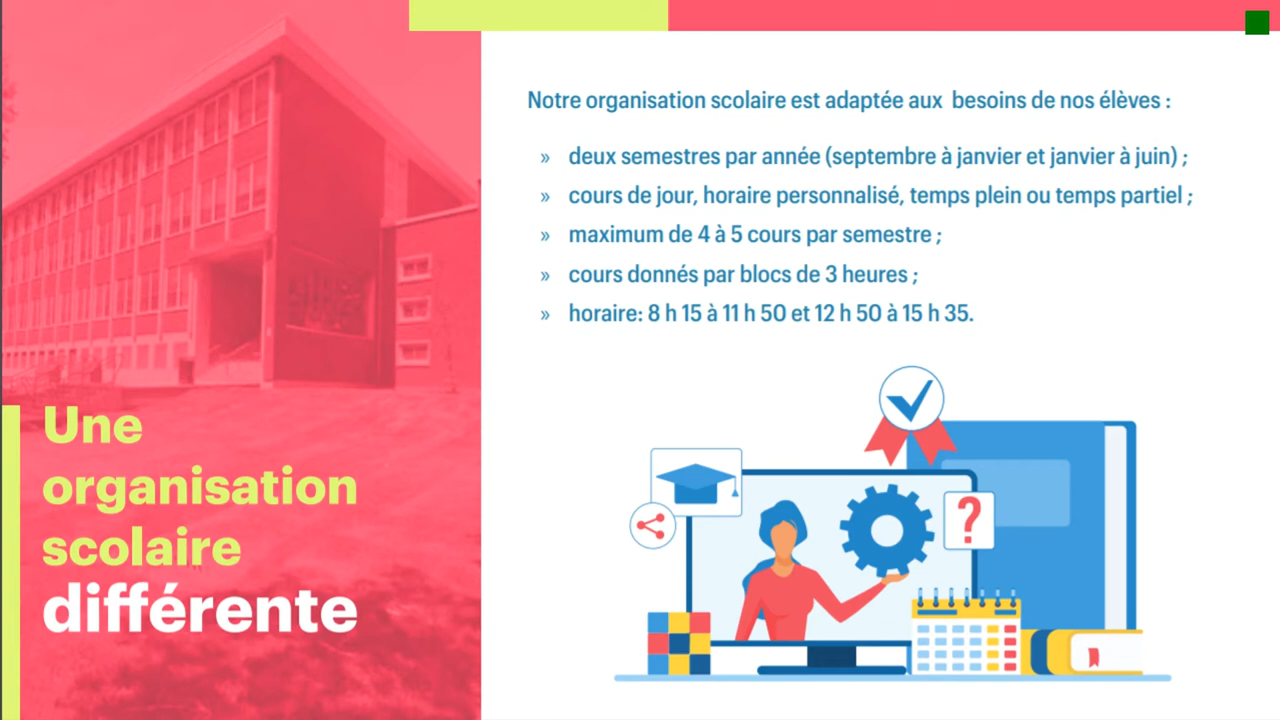 Une
organisation
scolaire
différente
Notre organisation scolaire est adaptée aux  besoins de nos élèves :
» deux semestres par année (septembre à janvier et janvier à juin) ;
» cours de jour, horaire personnalisé, temps plein ou temps partiel ;
» maximum de 4 à 5 cours par semestre ;
» cours donnés par blocs de 3 heures ;
» horaire: 8 h 15 à 11 h 50 et 12 h 50 à 15 h 35.
?